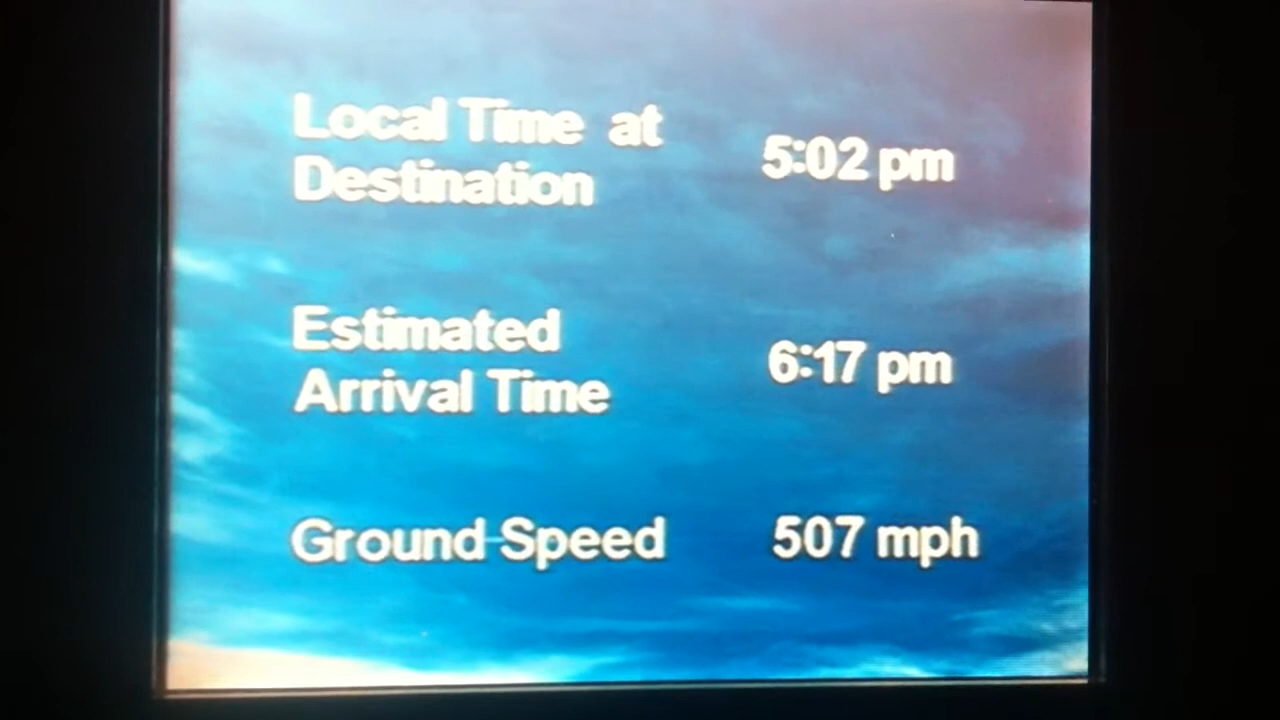 Local Time at
Destination
5:02 pm
Estimated
Arrival Time
6:17 pm
Ground Speed 507 mph